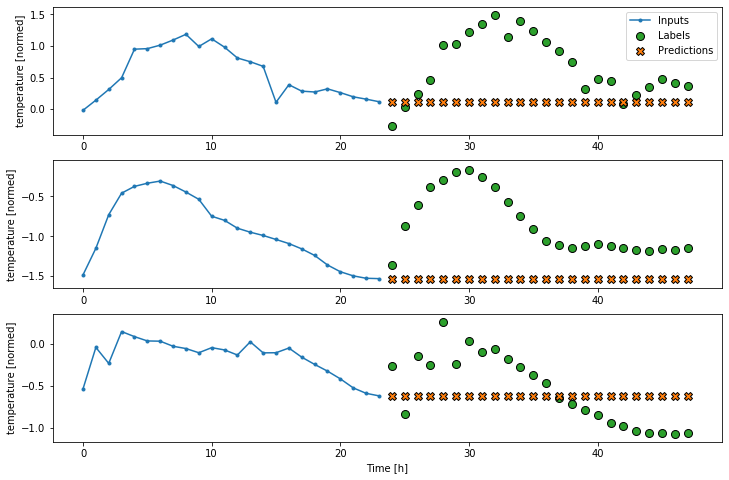 1.5
1.0
0.5
0.0
temperature [normed]
Inputs
Labels
Predictions
0 10 20 30 40
−0.5
−1.0
−1.5
temperature [normed]
0 10 20 30 40
0.0
−0.5
−1.0
temperature [normed]
0 10 20 30 40
Time [h]